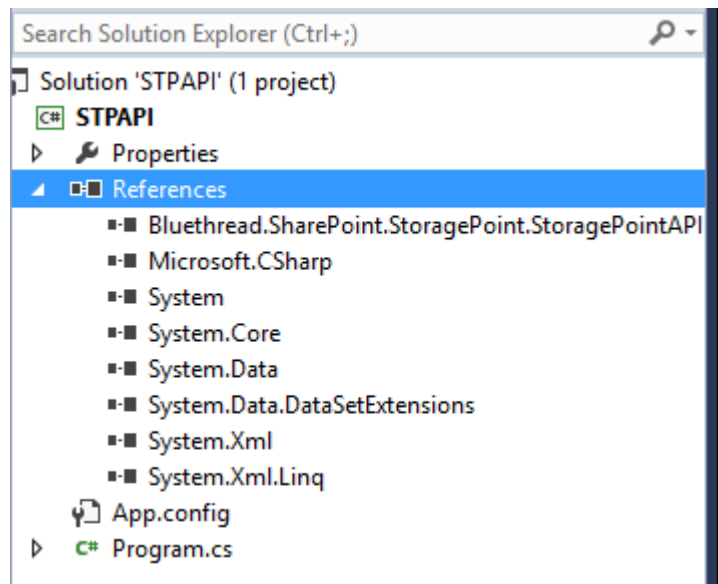 Search Solution Explorer (Ctrl+;)
Solution 'STPAPI' (1 project)
C# STPAPI
Properties
References
Bluethread.SharePoint.StoragePoint.StoragePointAPI
Microsoft.CSharp
System
System.Core
System.Data
System.Data.DataSetExtensions
System.Xml
System.Xml.Linq
App.config
C# Program.cs